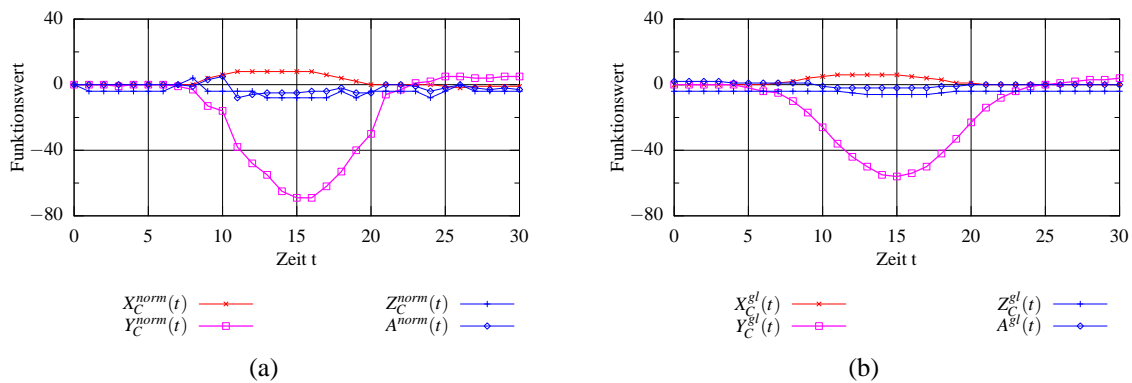 40
0
−40
−80
Funktionswert
0 5 10 15 20 25 30
Zeit t
X_C^{norm}(t)
Y_C^{norm}(t)
Z_C^{norm}(t)
A^{norm}(t)
(a)
40
0
−40
−80
Funktionswert
0 5 10 15 20 25 30
Zeit t
X_C^{gl}(t)
Y_C^{gl}(t)
Z_C^{gl}(t)
A^{gl}(t)
(b)